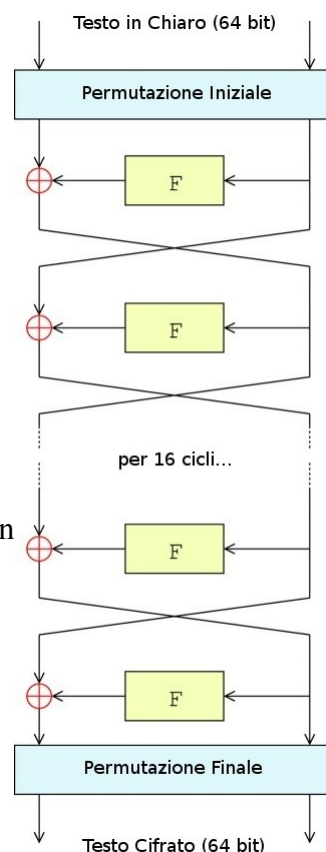 Testo in Chiaro (64 bit)
Permutazione Iniziale
F
F
per 16 cicli...
n
F
F
Permutazione Finale
Testo Cifrato (64 bit)